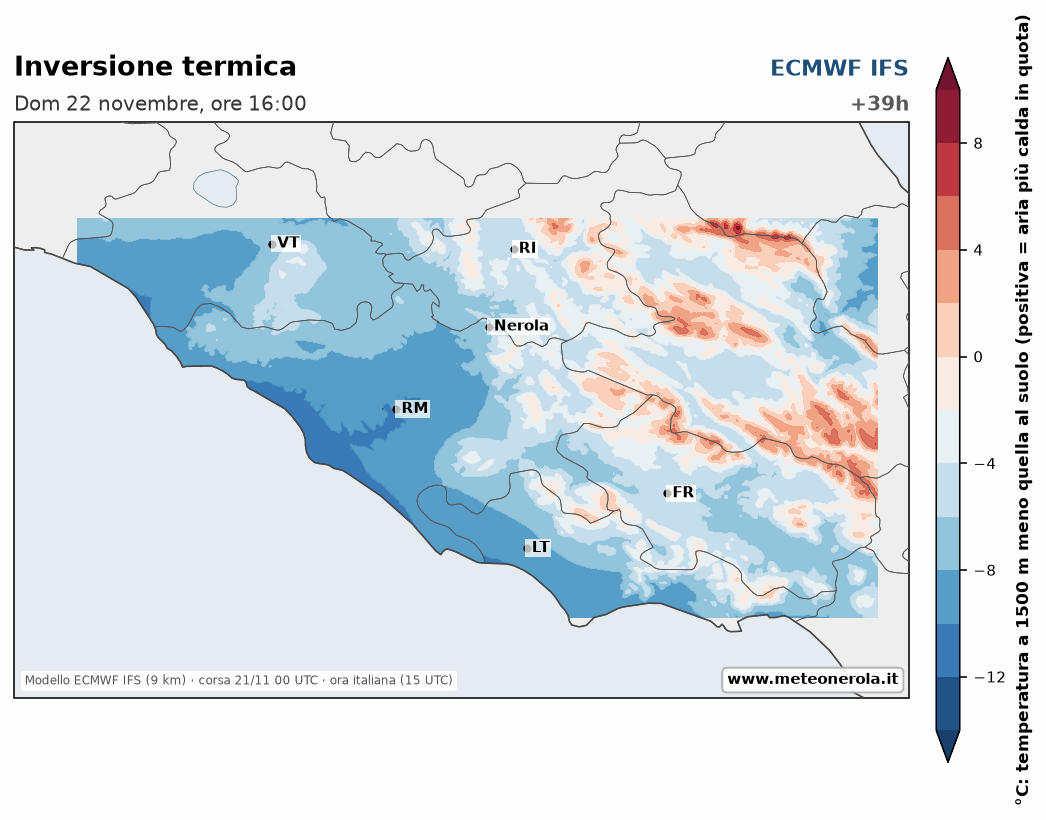 Inversione termica
ECMWF IFS
Dom 22 novembre, ore 16:00
+39h
VT
RI
Nerola
RM
FR
LT
8
4
0
−4
−8
−12
°C: temperatura a 1500 m meno quella al suolo (positiva = aria più calda in quota)
Modello ECMWF IFS (9 km) · corsa 21/11 00 UTC · ora italiana (15 UTC)
www.meteonerola.it